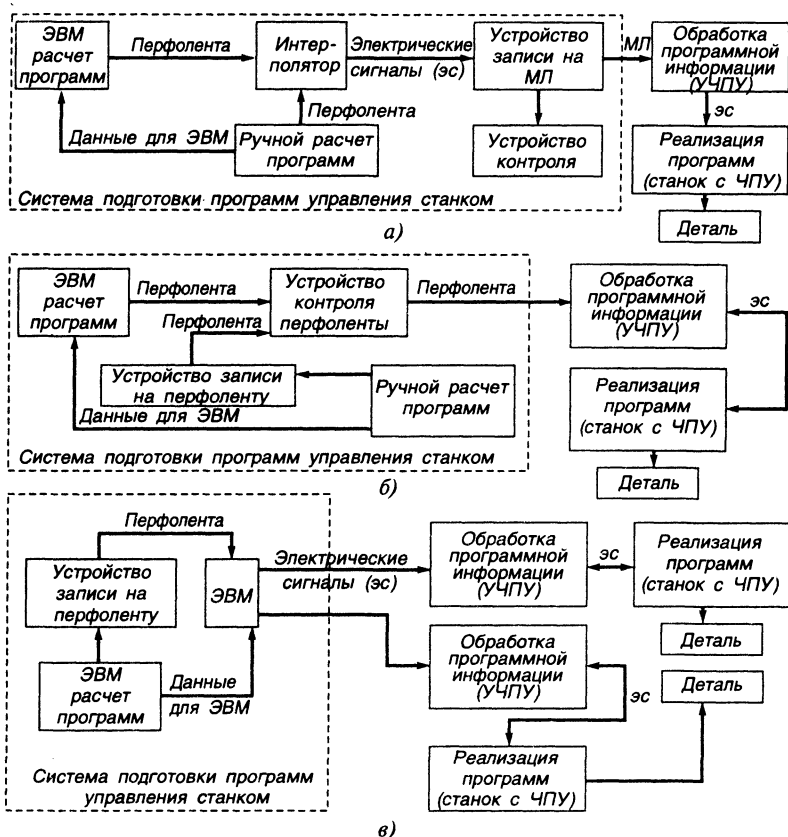 ЭВМ
расчет
программ
Перфолента
Интер-
полятор
Электрические
сигналы (эс)
Устройство
записи на
МЛ
МЛ
Обработка
программной
информации
(УЧПУ)
эс
Перфолента
Данные для ЭВМ
Ручной расчет
программ
Устройство
контроля
Реализация
программ
(станок с ЧПУ)
Система подготовки программ управления станком
Деталь
а)
ЭВМ
расчет
программ
Перфолента
Устройство
контроля
перфоленты
Перфолента
Обработка
программной
информации
(УЧПУ)
эс
Перфолента
Устройство записи
на перфоленту
Ручной расчет
программ
Данные для ЭВМ
Реализация
программ
(станок с ЧПУ)
Система подготовки программ управления станком
Деталь
б)
Перфолента
Устройство
записи на
перфоленту
ЭВМ
Электрические
сигналы (эс)
Обработка
программной
информации
(УЧПУ)
эс
Реализация
программ
(станок с ЧПУ)
Деталь
ЭВМ
расчет
программ
Данные
для ЭВМ
Обработка
программной
информации
(УЧПУ)
эс
Деталь
Реализация
программ
(станок с ЧПУ)
Система подготовки программ
управления станком
в)